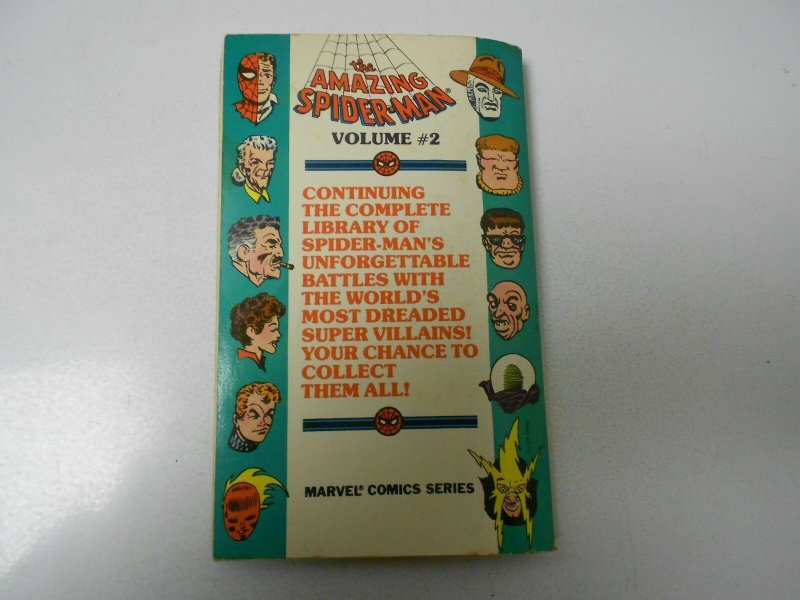 the
AMAZING
SPIDER-MAN®
VOLUME #2
CONTINUING
THE COMPLETE
LIBRARY OF
SPIDER-MAN'S
UNFORGETTABLE
BATTLES WITH
THE WORLD'S
MOST DREADED
SUPER VILLAINS!
YOUR CHANCE TO
COLLECT
THEM ALL!
MARVEL® COMICS SERIES